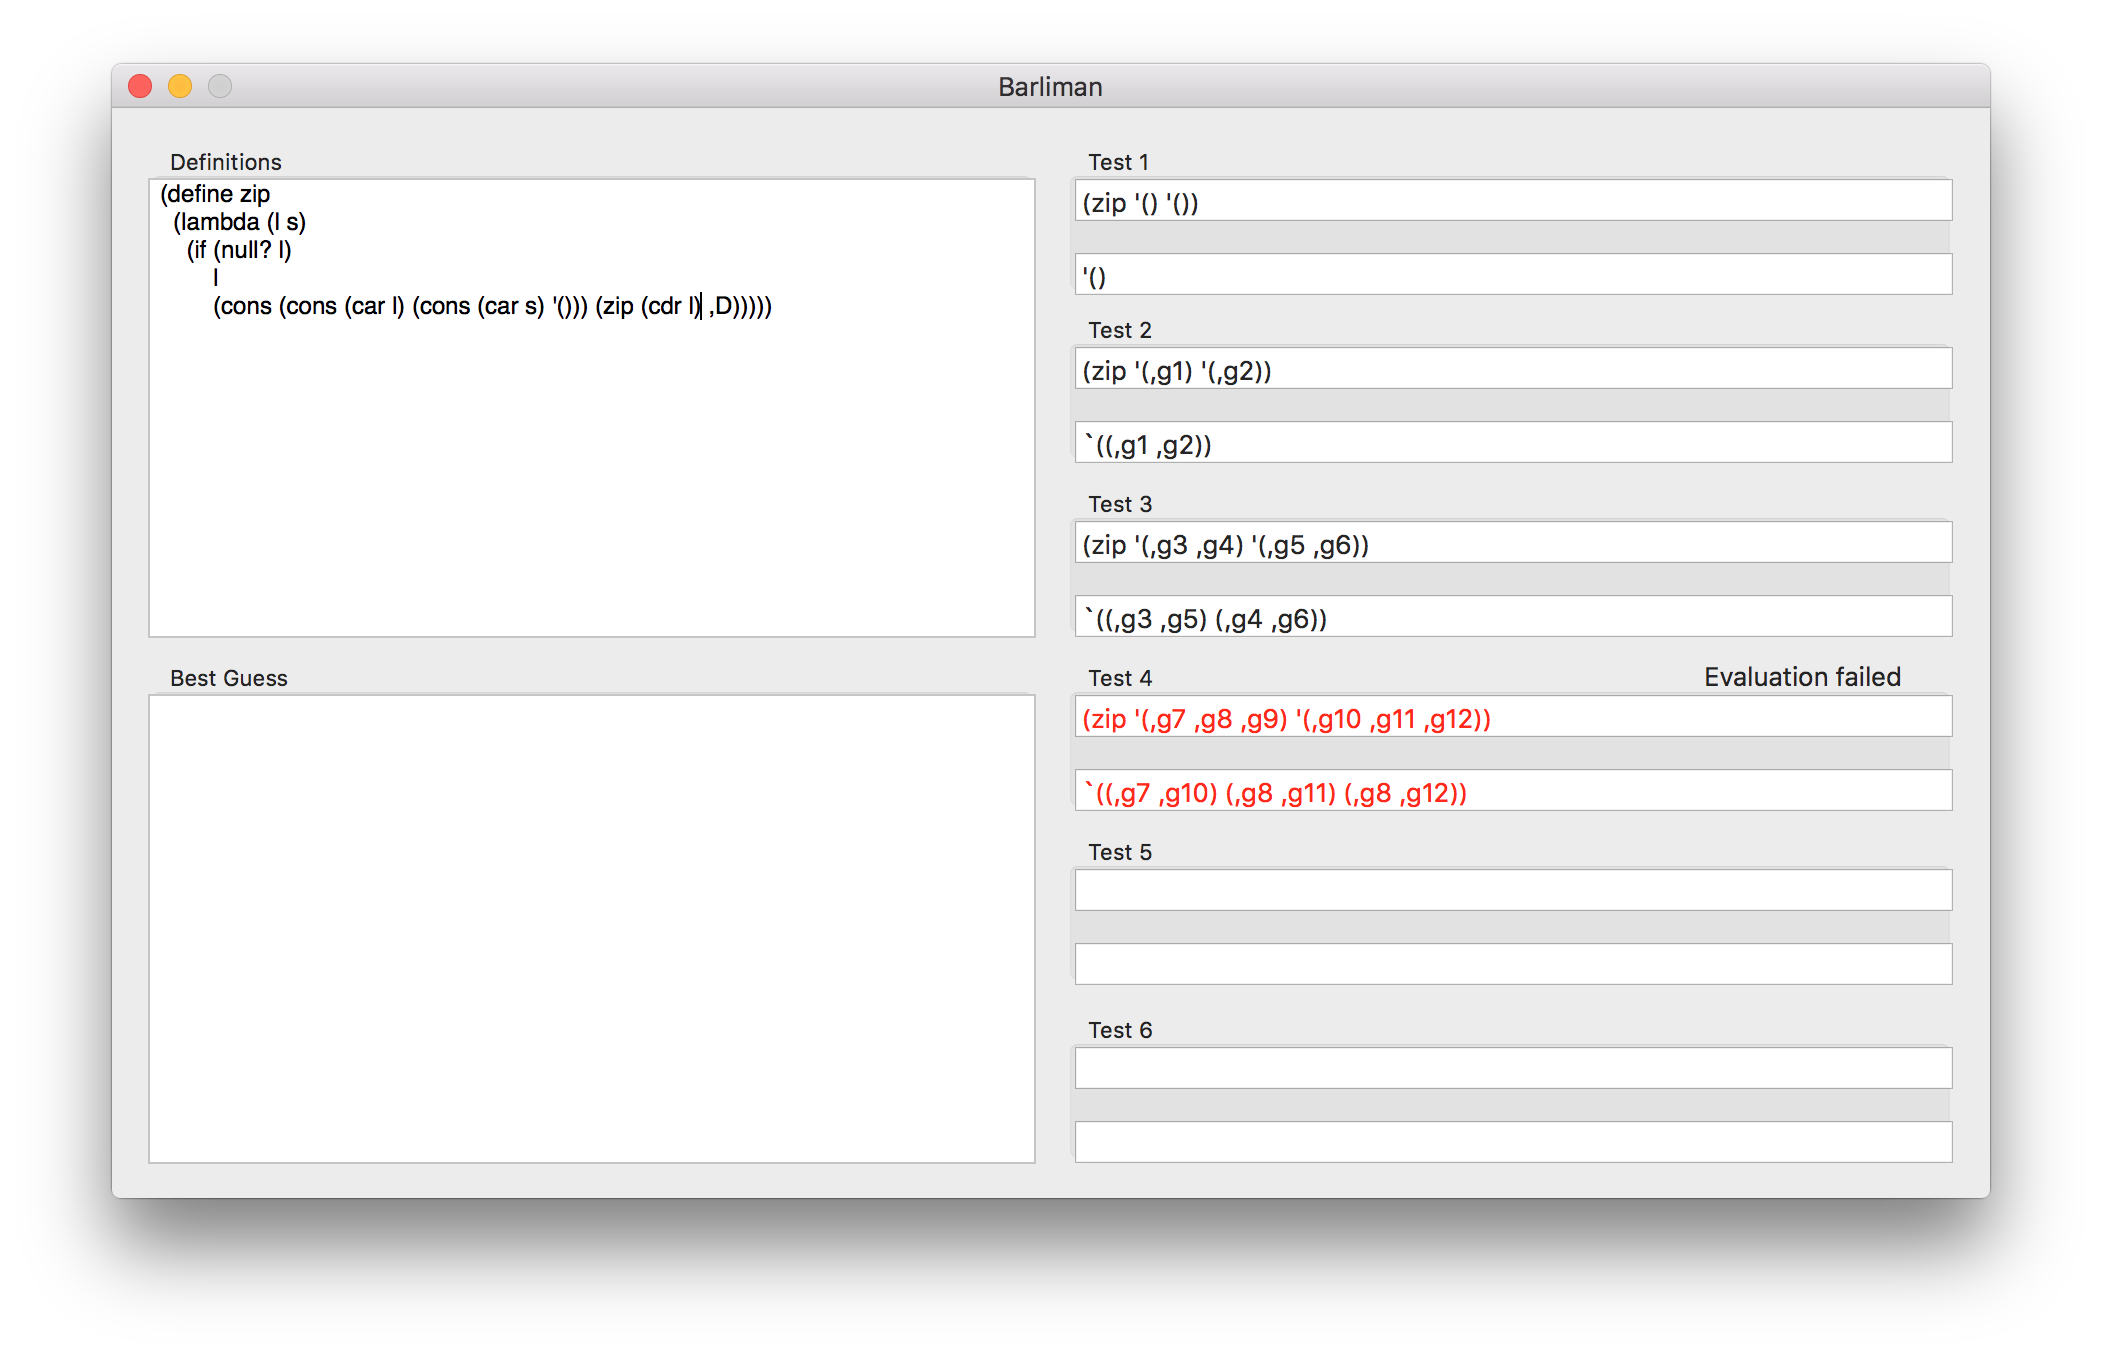 Barliman
Definitions
(define zip
(lambda (l s)
(if (null? l)
l
(cons (cons (car l) (cons (car s) '())) (zip (cdr l) ,D)))))
Best Guess
Test 1
(zip '() '())
'()
Test 2
(zip '(,g1) '(,g2))
`((,g1 ,g2))
Test 3
(zip '(,g3 ,g4) '(,g5 ,g6))
`((,g3 ,g5) (,g4 ,g6))
Test 4
Evaluation failed
(zip '(,g7 ,g8 ,g9) '(,g10 ,g11 ,g12))
`((,g7 ,g10) (,g8 ,g11) (,g8 ,g12))
Test 5
Test 6